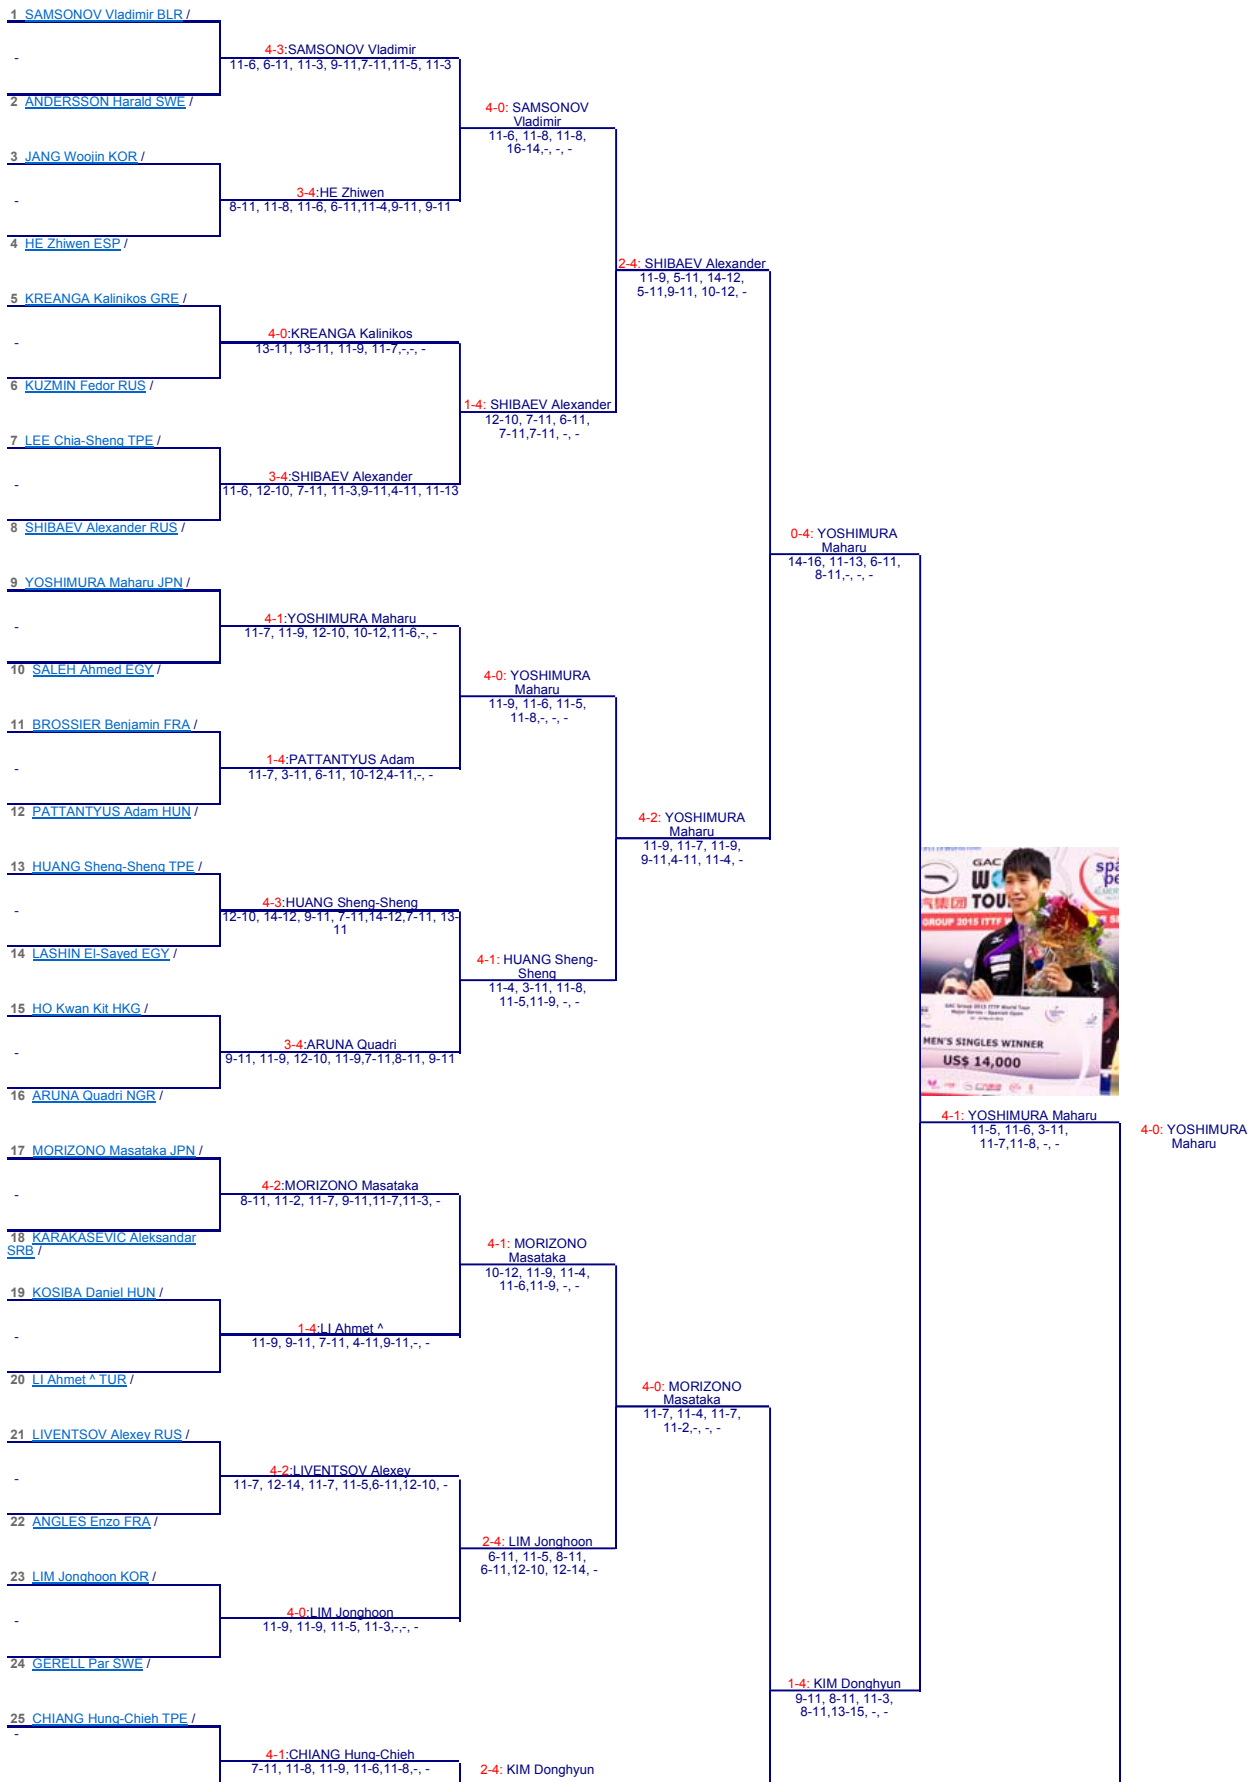 1 SAMSONOV Vladimir BLR /
-
4-3:SAMSONOV Vladimir
11-6, 6-11, 11-3, 9-11,7-11,11-5, 11-3
2 ANDERSSON Harald SWE /
4-0: SAMSONOV
Vladimir
11-6, 11-8, 11-8,
16-14,-, -, -
3 JANG Woojin KOR /
-
3-4:HE Zhiwen
8-11, 11-8, 11-6, 6-11,11-4,9-11, 9-11
4 HE Zhiwen ESP /
2-4: SHIBAEV Alexander
11-9, 5-11, 14-12,
5-11,9-11, 10-12, -
5 KREANGA Kalinikos GRE /
-
4-0:KREANGA Kalinikos
13-11, 13-11, 11-9, 11-7,-,-, -
6 KUZMIN Fedor RUS /
1-4: SHIBAEV Alexander
12-10, 7-11, 6-11,
7-11,7-11, -, -
7 LEE Chia-Sheng TPE /
-
3-4:SHIBAEV Alexander
11-6, 12-10, 7-11, 11-3,9-11,4-11, 11-13
8 SHIBAEV Alexander RUS /
0-4: YOSHIMURA
Maharu
14-16, 11-13, 6-11,
8-11,-, -, -
9 YOSHIMURA Maharu JPN /
-
4-1:YOSHIMURA Maharu
11-7, 11-9, 12-10, 10-12,11-6,-, -
10 SALEH Ahmed EGY /
4-0: YOSHIMURA
Maharu
11-9, 11-6, 11-5,
11-8,-, -, -
11 BROSSIER Benjamin FRA /
-
1-4:PATTANTYUS Adam
11-7, 3-11, 6-11, 10-12,4-11,-, -
12 PATTANTYUS Adam HUN /
4-2: YOSHIMURA
Maharu
11-9, 11-7, 11-9,
9-11,4-11, 11-4, -
13 HUANG Sheng-Sheng TPE /
-
4-3:HUANG Sheng-Sheng
12-10, 14-12, 9-11, 7-11,14-12,7-11, 13-
11
14 LASHIN El-Sayed EGY /
4-1: HUANG Sheng-
Sheng
11-4, 3-11, 11-8,
11-5,11-9, -, -
15 HO Kwan Kit HKG /
-
3-4:ARUNA Quadri
9-11, 11-9, 12-10, 11-9,7-11,8-11, 9-11
16 ARUNA Quadri NGR /
GAC
WO
汽集团 TOU
GROUP 2015 ITTF W
spa
GAC Group 2015 ITTF World Tour
Major Series - Spanish Open
MEN'S SINGLES WINNER
US$ 14,000
4-1: YOSHIMURA Maharu
11-5, 11-6, 3-11,
11-7,11-8, -, -
4-0: YOSHIMURA
Maharu
17 MORIZONO Masataka JPN /
-
4-2:MORIZONO Masataka
8-11, 11-2, 11-7, 9-11,11-7,11-3, -
18 KARAKASEVIC Aleksandar
SRB /
4-1: MORIZONO
Masataka
10-12, 11-9, 11-4,
11-6,11-9, -, -
19 KOSIBA Daniel HUN /
-
1-4:LI Ahmet ^
11-9, 9-11, 7-11, 4-11,9-11,-, -
20 LI Ahmet ^ TUR /
4-0: MORIZONO
Masataka
11-7, 11-4, 11-7,
11-2,-, -, -
21 LIVENTSOV Alexey RUS /
-
4-2:LIVENTSOV Alexey
11-7, 12-14, 11-7, 11-5,6-11,12-10, -
22 ANGLES Enzo FRA /
2-4: LIM Jonghoon
6-11, 11-5, 8-11,
6-11,12-10, 12-14, -
23 LIM Jonghoon KOR /
-
4-0:LIM Jonghoon
11-9, 11-9, 11-5, 11-3,-,-, -
24 GERELL Par SWE /
1-4: KIM Donghyun
9-11, 8-11, 11-3,
8-11,13-15, -, -
25 CHIANG Hung-Chieh TPE /
-
4-1:CHIANG Hung-Chieh
7-11, 11-8, 11-9, 11-6,11-8,-, -
2-4: KIM Donghyun